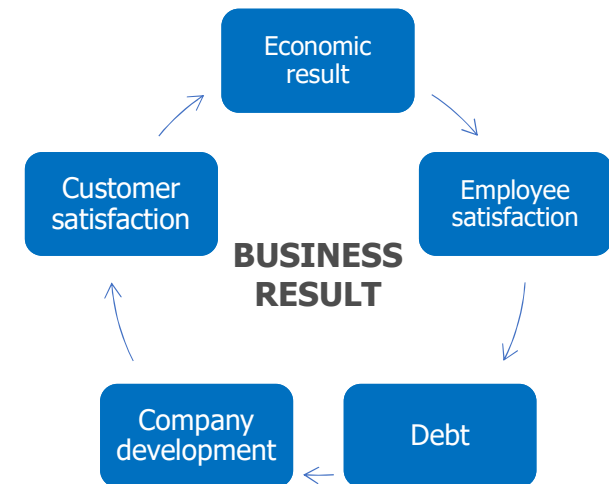 Economic
result
Employee
satisfaction
Debt
Company
development
Customer
satisfaction
BUSINESS
RESULT